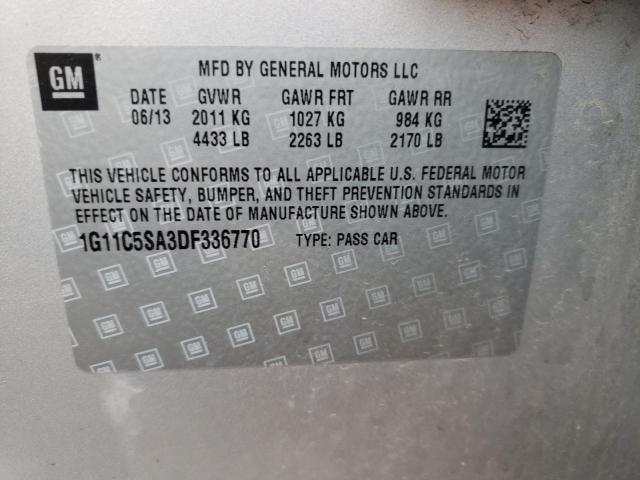 GM
MFD BY GENERAL MOTORS LLC
DATE GVWR GAWR FRT GAWR RR
06/13 2011 KG 1027 KG 984 KG
4433 LB 2263 LB 2170 LB
THIS VEHICLE CONFORMS TO ALL APPLICABLE U.S. FEDERAL MOTOR
VEHICLE SAFETY, BUMPER, AND THEFT PREVENTION STANDARDS IN
EFFECT ON THE DATE OF MANUFACTURE SHOWN ABOVE.
1G11C5SA3DF336770 TYPE: PASS CAR